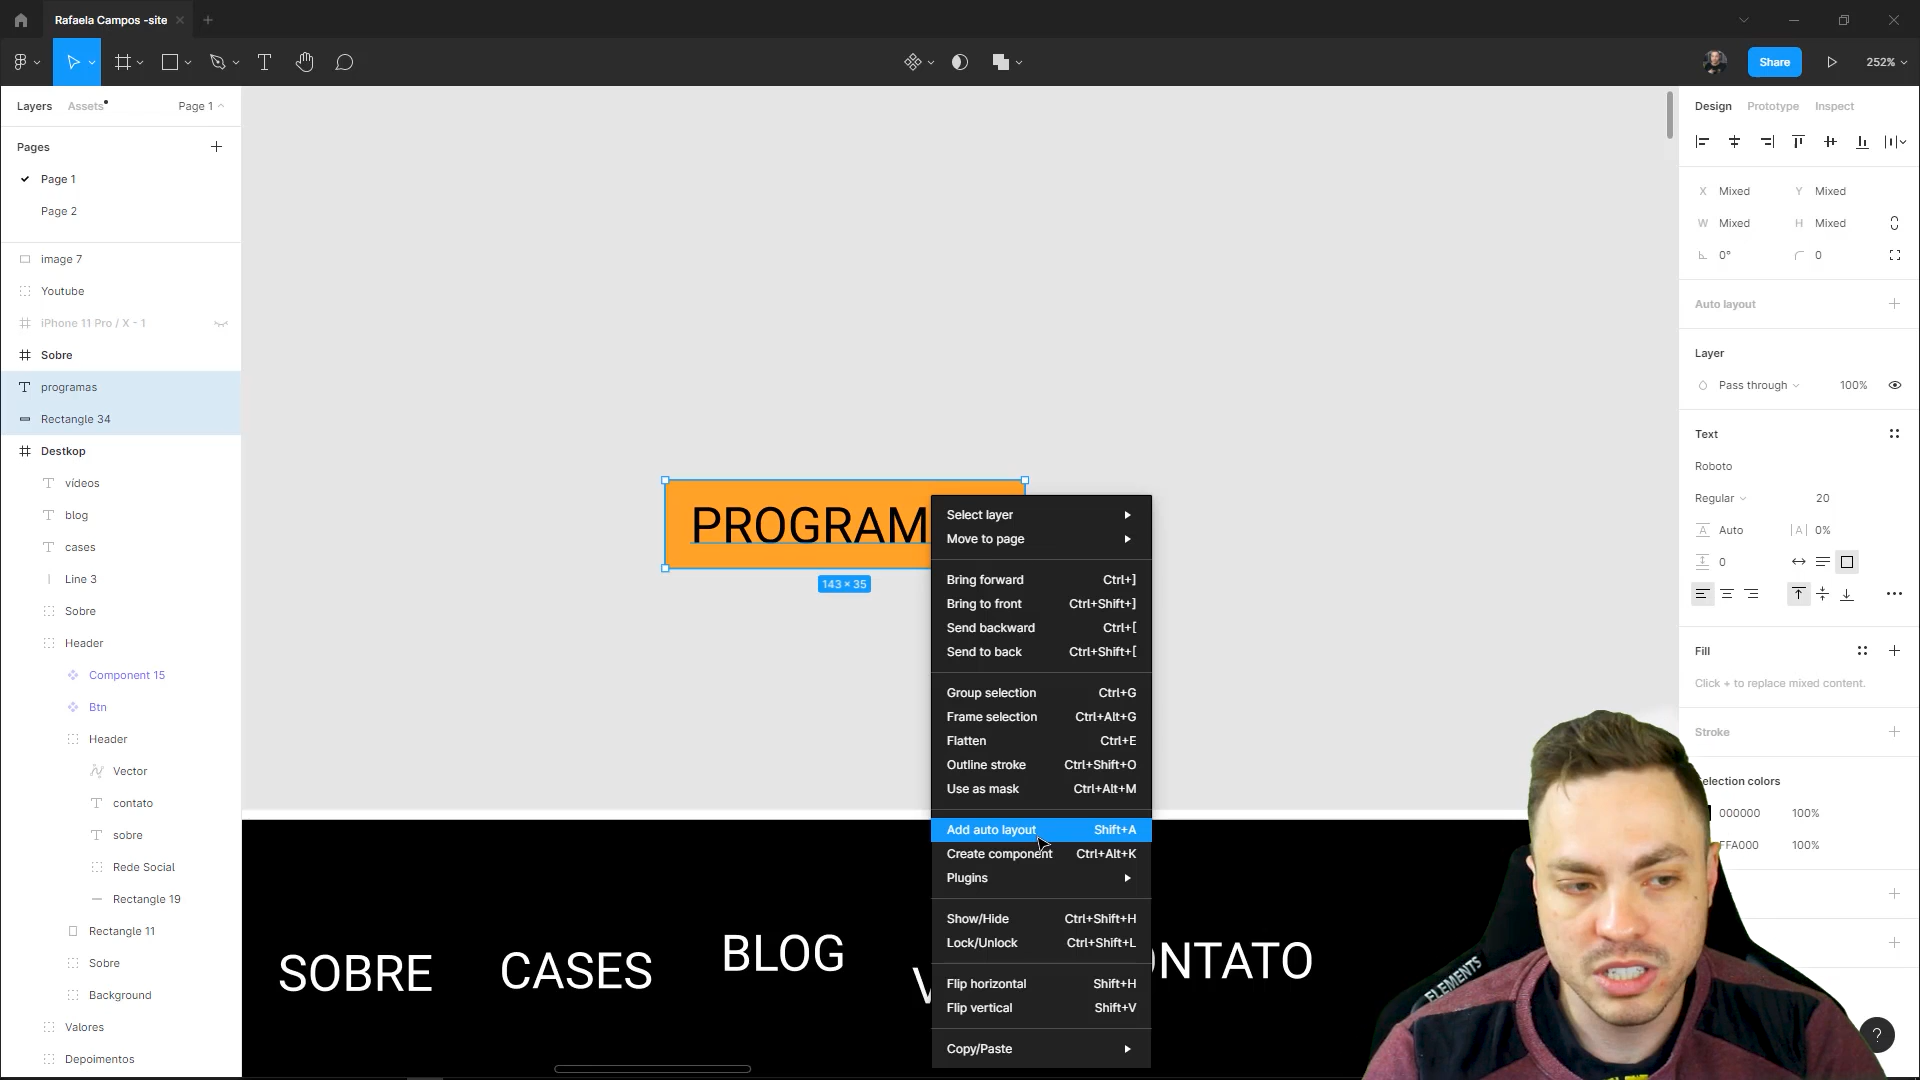 Rafaela Campos -site
Share
252%
Layers
Assets
Page 1
Pages
Page 1
Page 2
image 7
Youtube
iPhone 11 Pro / X - 1
Sobre
programas
Rectangle 34
Destkop
vídeos
blog
cases
Line 3
Sobre
Header
Component 15
Btn
Header
Vector
contato
sobre
Rede Social
Rectangle 19
Rectangle 11
Sobre
Background
Valores
Depoimentos
PROGRAM
143 × 35
SOBRE
CASES
BLOG
V
ONTATO
Select layer
Move to page
Bring forward Ctrl+]
Bring to front Ctrl+Shift+]
Send backward Ctrl+[
Send to back Ctrl+Shift+[
Group selection Ctrl+G
Frame selection Ctrl+Alt+G
Flatten Ctrl+E
Outline stroke Ctrl+Shift+O
Use as mask Ctrl+Alt+M
Add auto layout Shift+A
Create component Ctrl+Alt+K
Plugins
Show/Hide Ctrl+Shift+H
Lock/Unlock Ctrl+Shift+L
Flip horizontal Shift+H
Flip vertical Shift+V
Copy/Paste
Design Prototype Inspect
X Mixed Y Mixed
W Mixed H Mixed
0° 0
Auto layout
Layer
Pass through 100%
Text
Roboto
Regular 20
Auto |A| 0%
0
Fill
Click + to replace mixed content.
Stroke
election colors
000000 100%
FFA000 100%
ELEMENTS
?